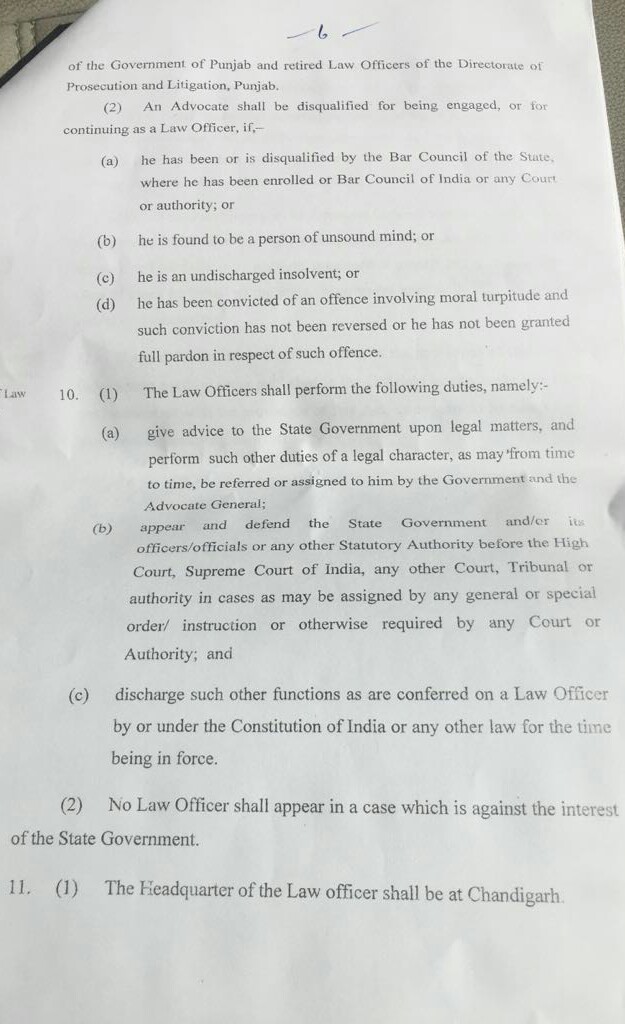 - 6 -
of the Government of Punjab and retired Law Officers of the Directorate of
Prosecution and Litigation, Punjab.
(2) An Advocate shall be disqualified for being engaged, or for
continuing as a Law Officer, if,–
(a) he has been or is disqualified by the Bar Council of the State,
where he has been enrolled or Bar Council of India or any Court
or authority; or
(b) he is found to be a person of unsound mind; or
(c) he is an undischarged insolvent; or
(d) he has been convicted of an offence involving moral turpitude and
such conviction has not been reversed or he has not been granted
full pardon in respect of such offence.
Law 10. (1) The Law Officers shall perform the following duties, namely:-
(a) give advice to the State Government upon legal matters, and
perform such other duties of a legal character, as may from time
to time, be referred or assigned to him by the Government and the
Advocate General;
(b) appear and defend the State Government and/or its
officers/officials or any other Statutory Authority before the High
Court, Supreme Court of India, any other Court, Tribunal or
authority in cases as may be assigned by any general or special
order/ instruction or otherwise required by any Court or
Authority; and
(c) discharge such other functions as are conferred on a Law Officer
by or under the Constitution of India or any other law for the time
being in force.
(2) No Law Officer shall appear in a case which is against the interest
of the State Government.
11. (1) The Headquarter of the Law officer shall be at Chandigarh.